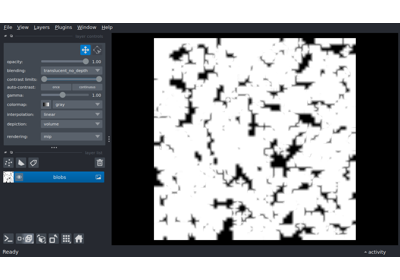 File View Layers Plugins Window Help
opacity: 1.00
blending: translucent_no_depth
contrast limits:
auto-contrast: once continuous
gamma: 1.00
colormap: gray
interpolation: linear
depiction: volume
rendering: mip
blobs
Ready activity